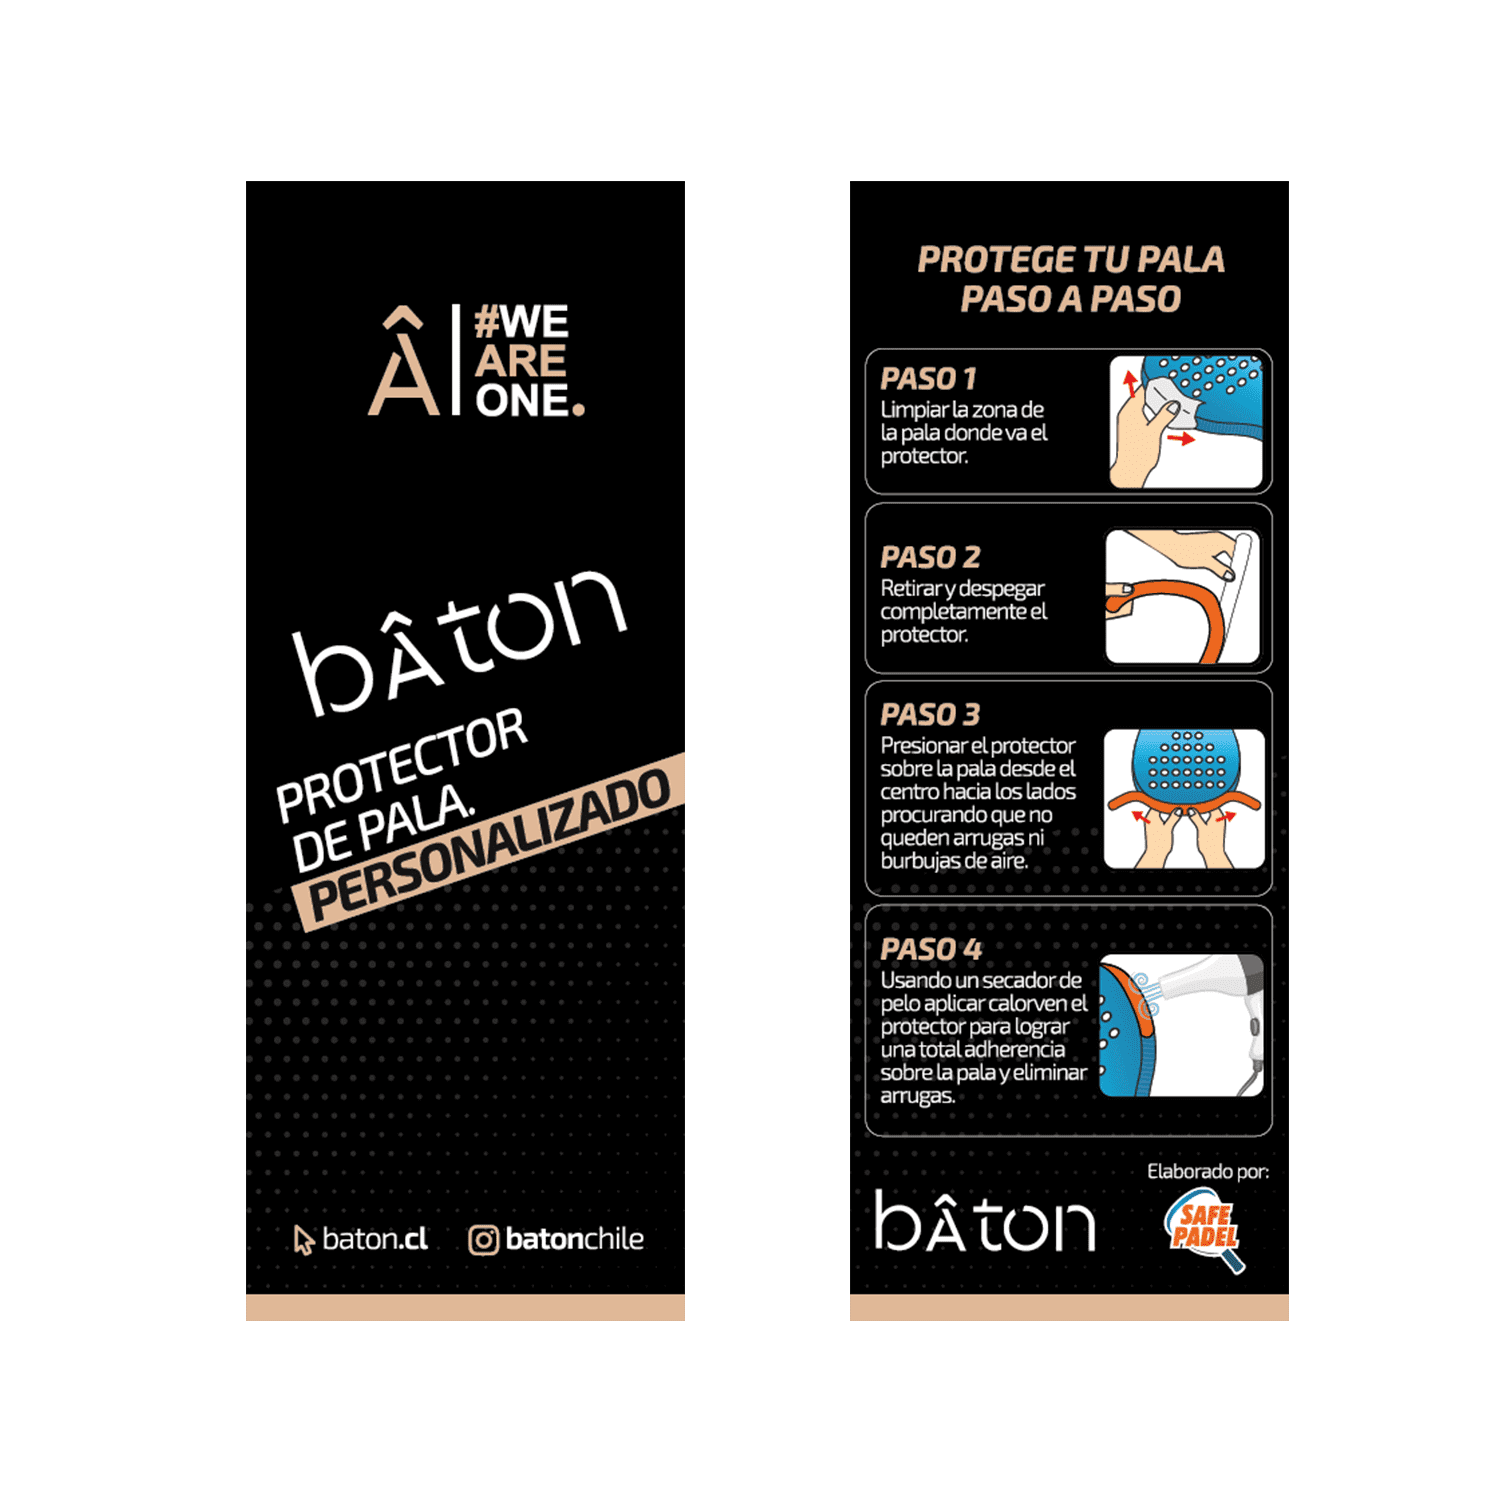 Â
#WE
ARE
ONE.
bâton
PROTECTOR
DE PALA.
PERSONALIZADO
baton.cl
batonchile
PROTEGE TU PALA
PASO A PASO
PASO 1
Limpiar la zona de
la pala donde va el
protector.
PASO 2
Retirar y despegar
completamente el
protector.
PASO 3
Presionar el protector
sobre la pala desde el
centro hacia los lados
procurando que no
queden arrugas ni
burbujas de aire.
PASO 4
Usando un secador de
pelo aplicar calorven el
protector para lograr
una total adherencia
sobre la pala y eliminar
arrugas.
Elaborado por:
bâton
SAFE
PADEL